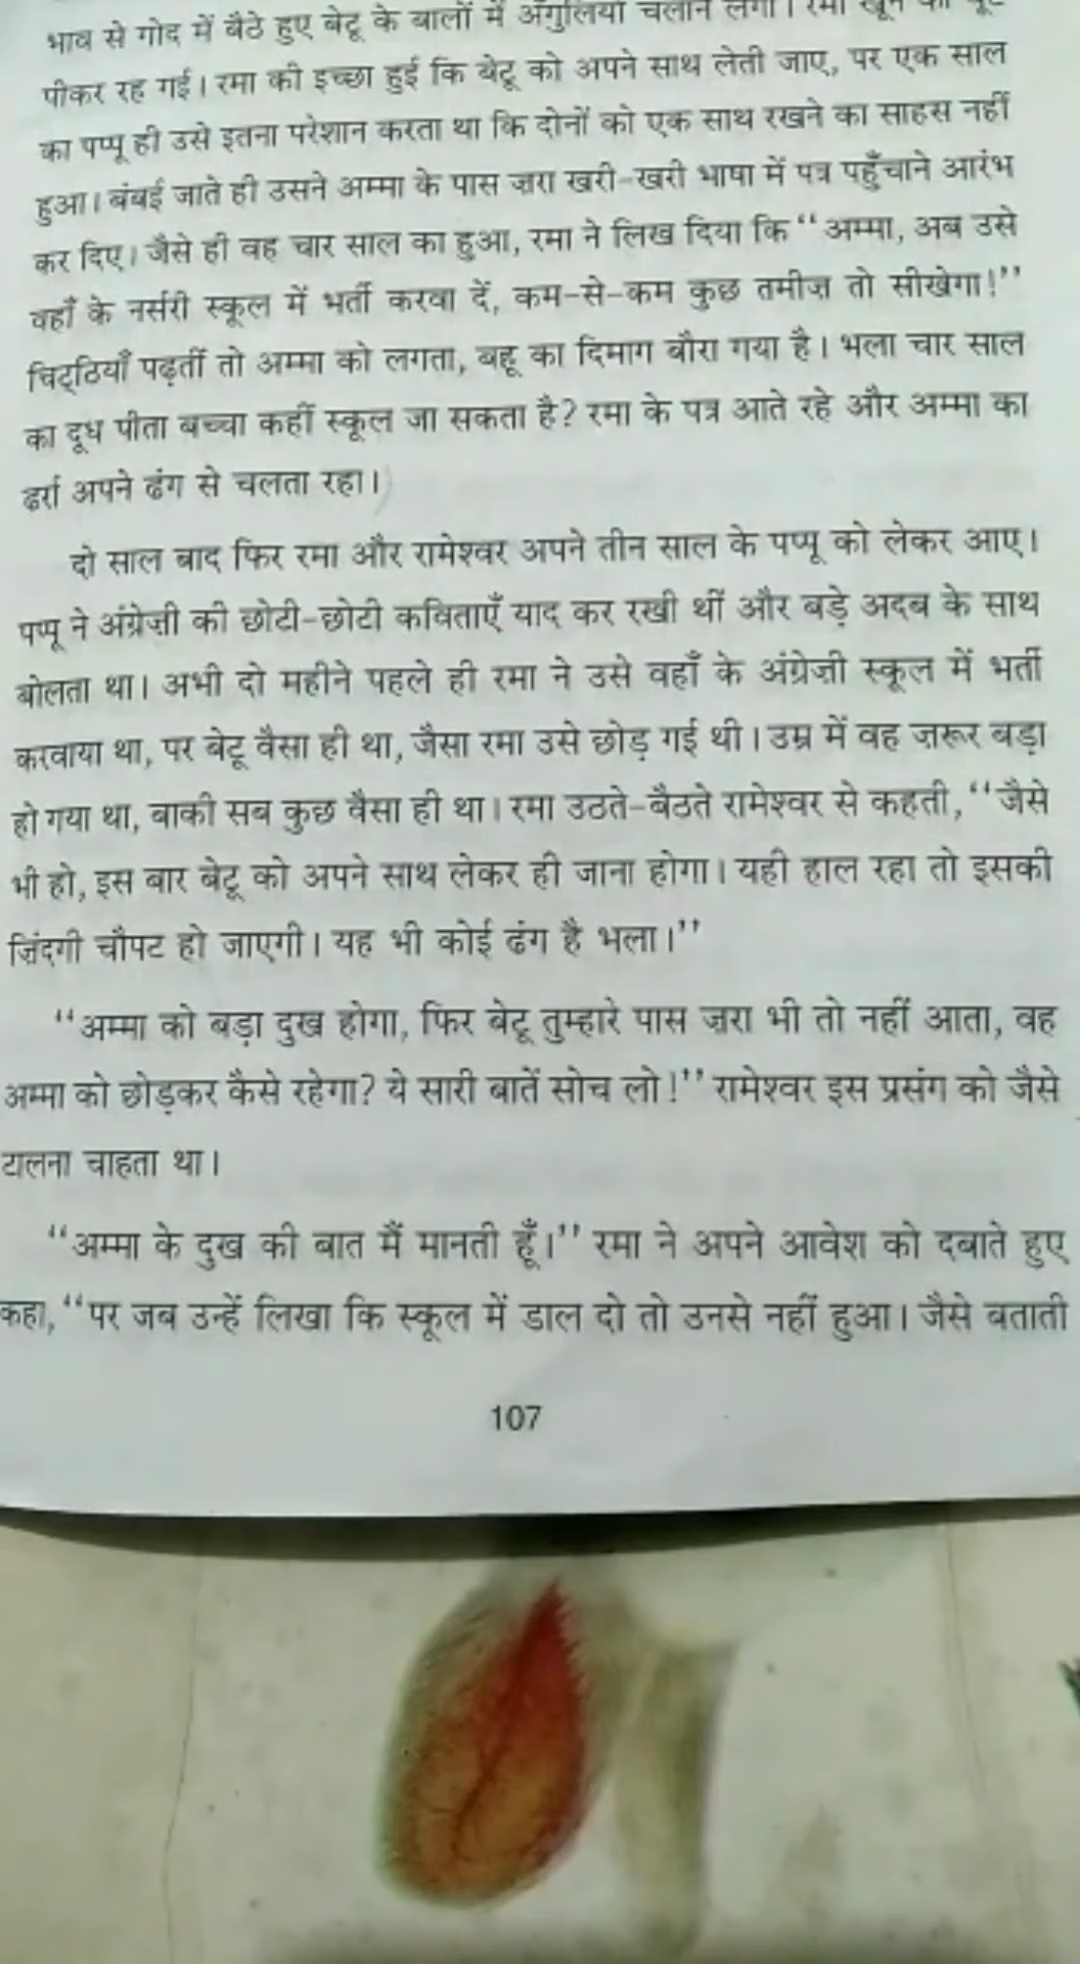 भाव से गोद में बैठे हुए बेटू के बालों में अँगुलियाँ चलाने लगीं। रमा खून का घूँट
पीकर रह गई। रमा की इच्छा हुई कि बेटू को अपने साथ लेती जाए, पर एक साल
का पप्पू ही उसे इतना परेशान करता था कि दोनों को एक साथ रखने का साहस नहीं
हुआ। बंबई जाते ही उसने अम्मा के पास ज़रा खरी-खरी भाषा में पत्र पहुँचाने आरंभ
कर दिए। जैसे ही वह चार साल का हुआ, रमा ने लिख दिया कि "अम्मा, अब उसे
वहाँ के नर्सरी स्कूल में भर्ती करवा दें, कम-से-कम कुछ तमीज़ तो सीखेगा!"
चिट्ठियाँ पढ़तीं तो अम्मा को लगता, बहू का दिमाग बौरा गया है। भला चार साल
का दूध पीता बच्चा कहीं स्कूल जा सकता है? रमा के पत्र आते रहे और अम्मा का
ढर्रा अपने ढंग से चलता रहा।
दो साल बाद फिर रमा और रामेश्वर अपने तीन साल के पप्पू को लेकर आए।
पप्पू ने अंग्रेज़ी की छोटी-छोटी कविताएँ याद कर रखी थीं और बड़े अदब के साथ
बोलता था। अभी दो महीने पहले ही रमा ने उसे वहाँ के अंग्रेज़ी स्कूल में भर्ती
करवाया था, पर बेटू वैसा ही था, जैसा रमा उसे छोड़ गई थी। उम्र में वह ज़रूर बड़ा
हो गया था, बाकी सब कुछ वैसा ही था। रमा उठते-बैठते रामेश्वर से कहती, "जैसे
भी हो, इस बार बेटू को अपने साथ लेकर ही जाना होगा। यही हाल रहा तो इसकी
ज़िंदगी चौपट हो जाएगी। यह भी कोई ढंग है भला।"
"अम्मा को बड़ा दुख होगा, फिर बेटू तुम्हारे पास ज़रा भी तो नहीं आता, वह
अम्मा को छोड़कर कैसे रहेगा? ये सारी बातें सोच लो!" रामेश्वर इस प्रसंग को जैसे
टालना चाहता था।
"अम्मा के दुख की बात मैं मानती हूँ।" रमा ने अपने आवेश को दबाते हुए
कहा, "पर जब उन्हें लिखा कि स्कूल में डाल दो तो उनसे नहीं हुआ। जैसे बताती
107